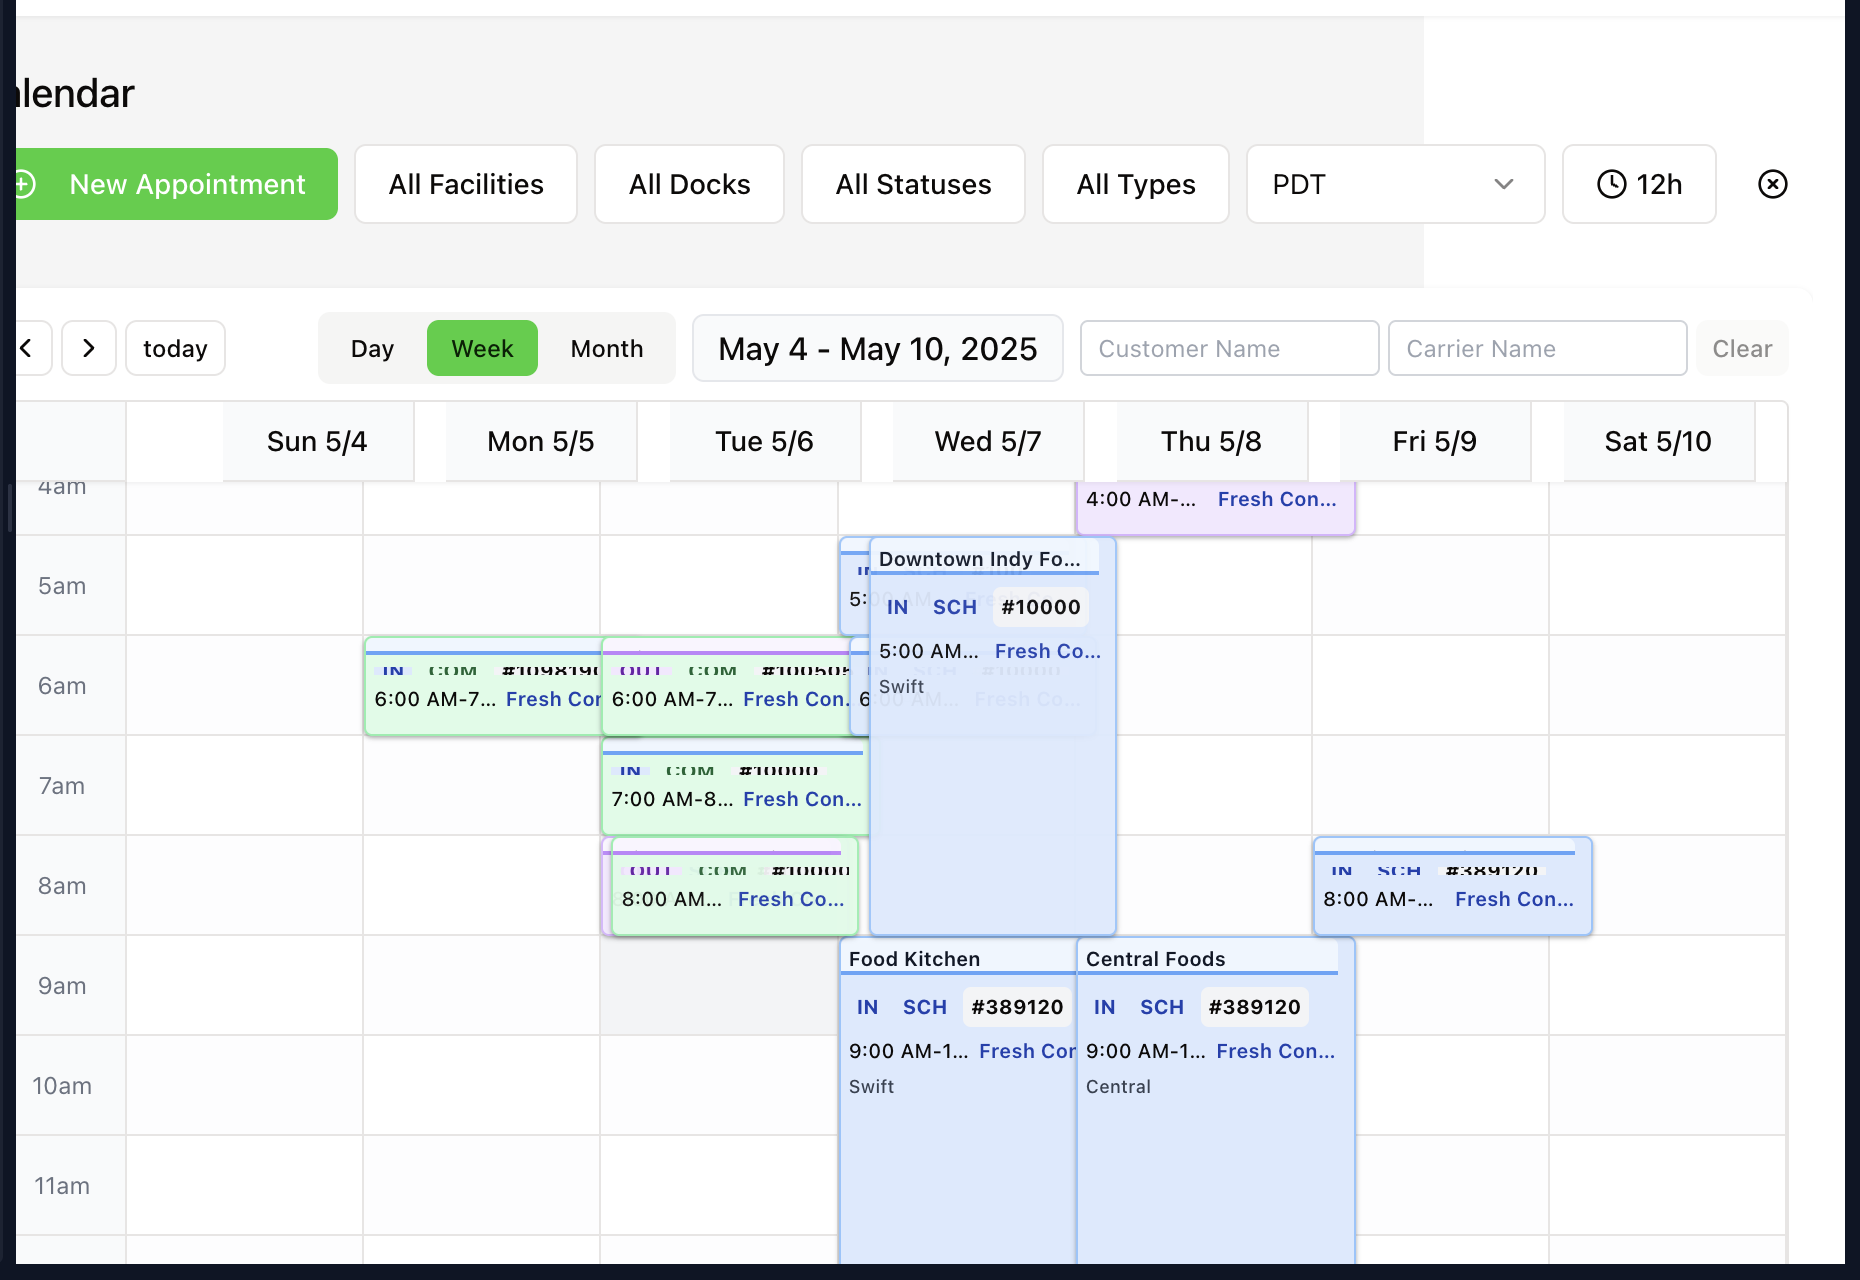 alendar
New Appointment All Facilities All Docks All Statuses All Types PDT 12h
today Day Week Month May 4 - May 10, 2025 Customer Name Carrier Name Clear
Sun 5/4 Mon 5/5 Tue 5/6 Wed 5/7 Thu 5/8 Fri 5/9 Sat 5/10
4am
4:00 AM-... Fresh Con...
5am
Downtown Indy Fo...
IN SCH #10000
5:00 AM... Fresh Co...
Swift
6am
IN COM #1098190
6:00 AM-7... Fresh Con
OUT COM #100505
6:00 AM-7... Fresh Con.
7am
IN COM #10000
7:00 AM-8... Fresh Con...
8am
OUT COM #10000
8:00 AM... Fresh Co...
IN SCH #389120
8:00 AM-... Fresh Con...
9am
Food Kitchen
IN SCH #389120
9:00 AM-1... Fresh Con
Swift
Central Foods
IN SCH #389120
9:00 AM-1... Fresh Con...
Central
10am
11am